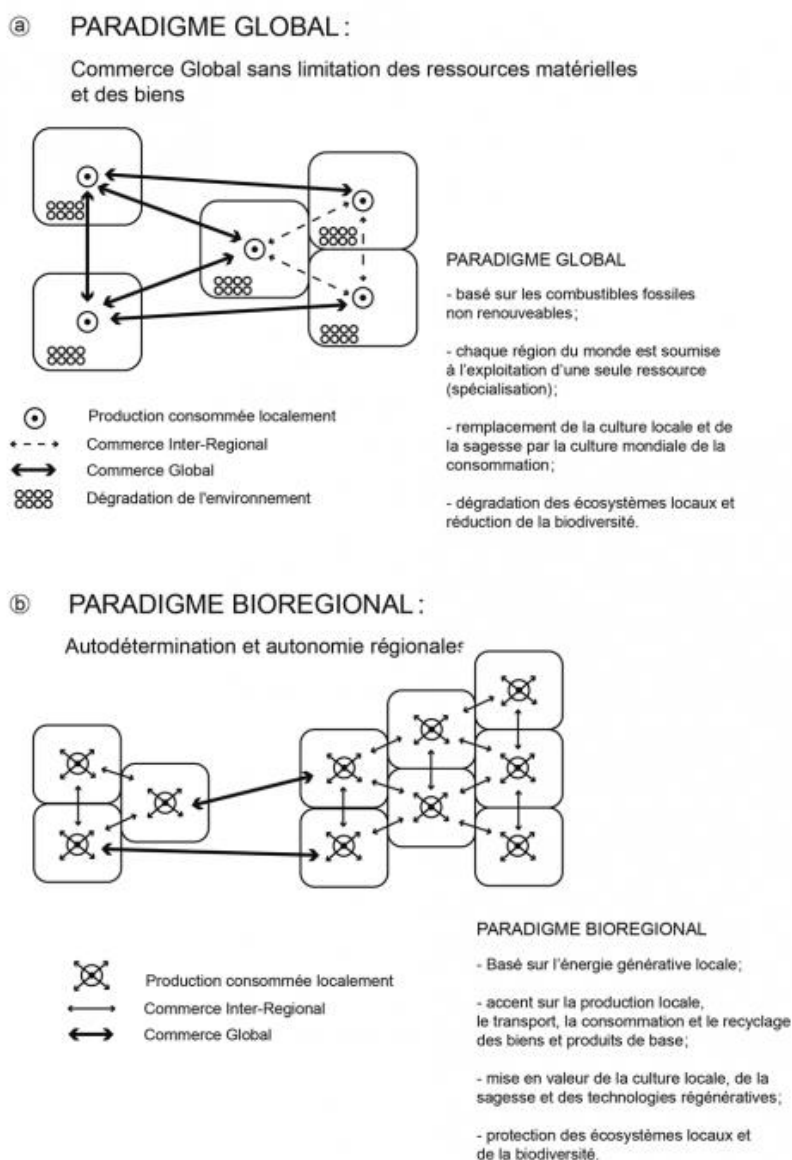 ⓐ PARADIGME GLOBAL :
Commerce Global sans limitation des ressources matérielles
et des biens
PARADIGME GLOBAL
- basé sur les combustibles fossiles
non renouveables;
- chaque région du monde est soumise
à l'exploitation d'une seule ressource
(spécialisation);
- remplacement de la culture locale et de
la sagesse par la culture mondiale de la
consommation;
- dégradation des écosystèmes locaux et
réduction de la biodiversité.
Production consommée localement
Commerce Inter-Regional
Commerce Global
Dégradation de l'environnement
ⓑ PARADIGME BIOREGIONAL :
Autodétermination et autonomie régionales
Production consommée localement
Commerce Inter-Regional
Commerce Global
PARADIGME BIOREGIONAL
- Basé sur l'énergie générative locale;
- accent sur la production locale,
le transport, la consommation et le recyclage
des biens et produits de base;
- mise en valeur de la culture locale, de la
sagesse et des technologies régénératives;
- protection des écosystèmes locaux et
de la biodiversité.